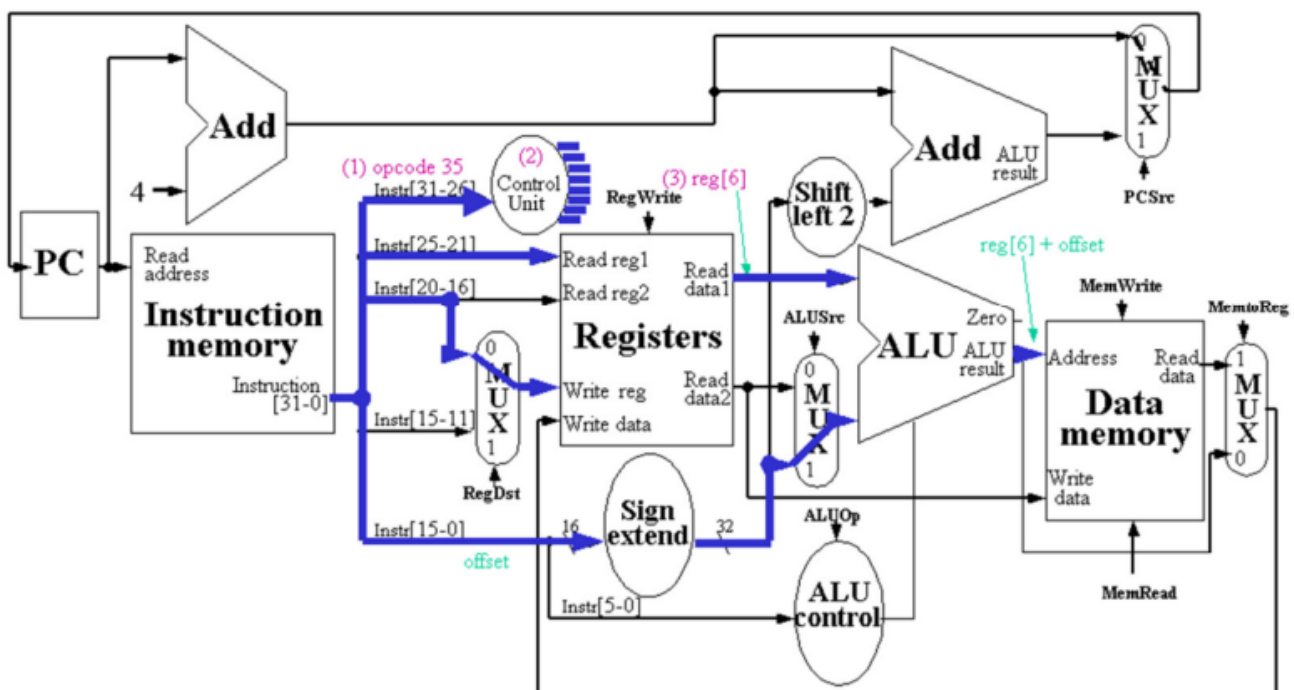 Add
4
PC
Read
address
Instruction
memory
Instruction
[31-0]
(1) opcode 35
Instr[31-26]
(2)
Control
Unit
Instr[25-21]
Instr[20-16]
0
M
U
X
1
Instr[15-11]
RegDst
Instr[15-0]
offset
16
Sign
extend
32
Instr[5-0]
RegWrite
Read reg1
Read reg2
Registers
Write reg
Write data
Read
data1
Read
data2
(3) reg[6]
Shift
left 2
Add
ALU
result
0
M
U
X
1
PCSrc
ALUSrc
0
M
U
X
1
ALU
Zero
ALU
result
reg[6] + offset
ALUOp
ALU
control
MemWrite
Address
Read
data
Data
memory
Write
data
MemRead
MemtoReg
1
M
U
X
0